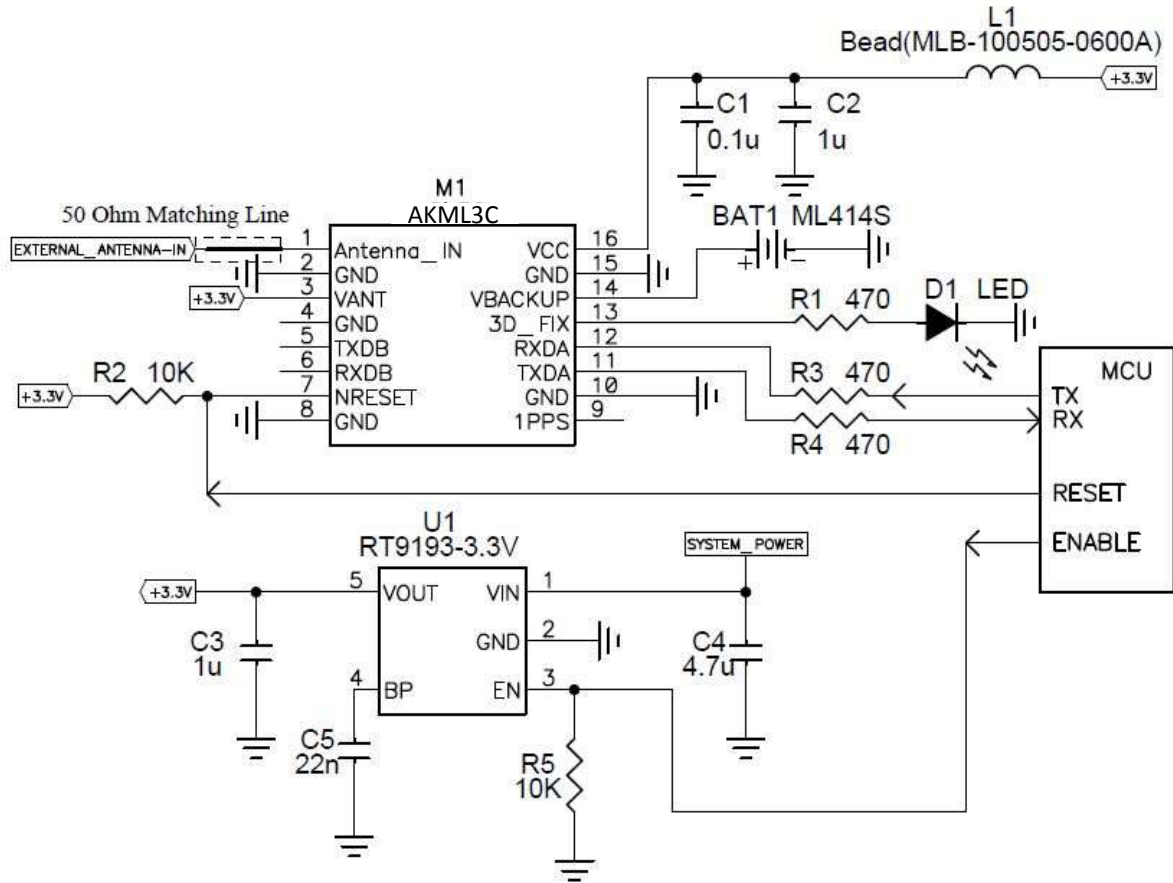 L1
Bead(MLB-100505-0600A)
+3.3V
C1
0.1u
C2
1u
M1
AKML3C
50 Ohm Matching Line
EXTERNAL_ANTENNA-IN
1 Antenna_IN
2 GND
+3.3V
3 VANT
4 GND
5 TXDB
6 RXDB
7 NRESET
8 GND
VCC 16
GND 15
VBACKUP 14
3D_FIX 13
RXDA 12
TXDA 11
GND 10
1PPS 9
BAT1 ML414S
+ -
R1 470
D1 LED
R2 10K
+3.3V
R3 470
R4 470
MCU
TX
RX
RESET
ENABLE
U1
RT9193-3.3V
SYSTEM_POWER
+3.3V
5 VOUT
VIN 1
GND 2
4 BP
EN 3
C3
1u
C4
4.7u
C5
22n
R5
10K